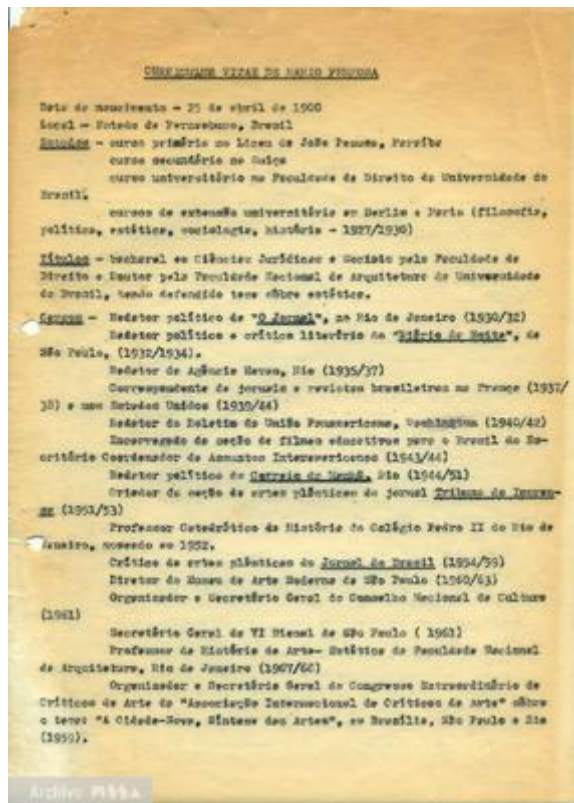 CURRICULUM VITAE DE MARIO PEDROSA
Data de nascimento - 25 de abril de 1900
Local - Estado de Pernambuco, Brasil
Estudos - curso primário no Liceu de João Pessoa, Paraíba
curso secundário na Suíça
curso universitário na Faculdade de Direito da Universidade do
Brasil.
cursos de extensão universitária em Berlim e Paris (filosofia,
política, estética, sociologia, história - 1927/1930)
Títulos - bacharel em Ciências Jurídicas e Sociais pela Faculdade de
Direito e Doutor pela Faculdade Nacional de Arquitetura da Universidade
do Brasil, tendo defendido tese sôbre estética.
Cargos - Redator político de "O Jornal", no Rio de Janeiro (1930/32)
Redator político e crítico literário do "Diário da Noite", de
São Paulo, (1932/1934).
Redator da Agência Havas, Rio (1935/37)
Correspondente de jornais e revistas brasileiras na França (1937/
38) e nos Estados Unidos (1939/44)
Redator do Boletim da União Panamericana, Washington (1940/42)
Encarregado da seção de filmes educativos para o Brasil do Es-
critório Coordenador de Assuntos Interamericanos (1943/44)
Redator político do Correio da Manhã, Rio (1944/51)
Criador da seção de artes plásticas do jornal Tribuna da Impren-
sa (1951/53)
Professor Catedrático de História do Colégio Pedro II do Rio de
Janeiro, nomeado em 1952.
Crítico de artes plásticas do Jornal do Brasil (1954/59)
Diretor do Museu de Arte Moderna de São Paulo (1960/63)
Organizador e Secretário Geral do Conselho Nacional de Cultura
(1961)
Secretário Geral da VI Bienal de São Paulo ( 1961)
Professor de História da Arte- Estética da Faculdade Nacional
de Arquitetura, Rio de Janeiro (1967/68)
Organizador e Secretário Geral do Congresso Extraordinário de
Críticos de Arte da "Associação Internacional de Críticos de Arte" sôbre
o tema: "A Cidade-Nova, Síntese das Artes", em Brasília, São Paulo e Rio
(1959).
Archivo